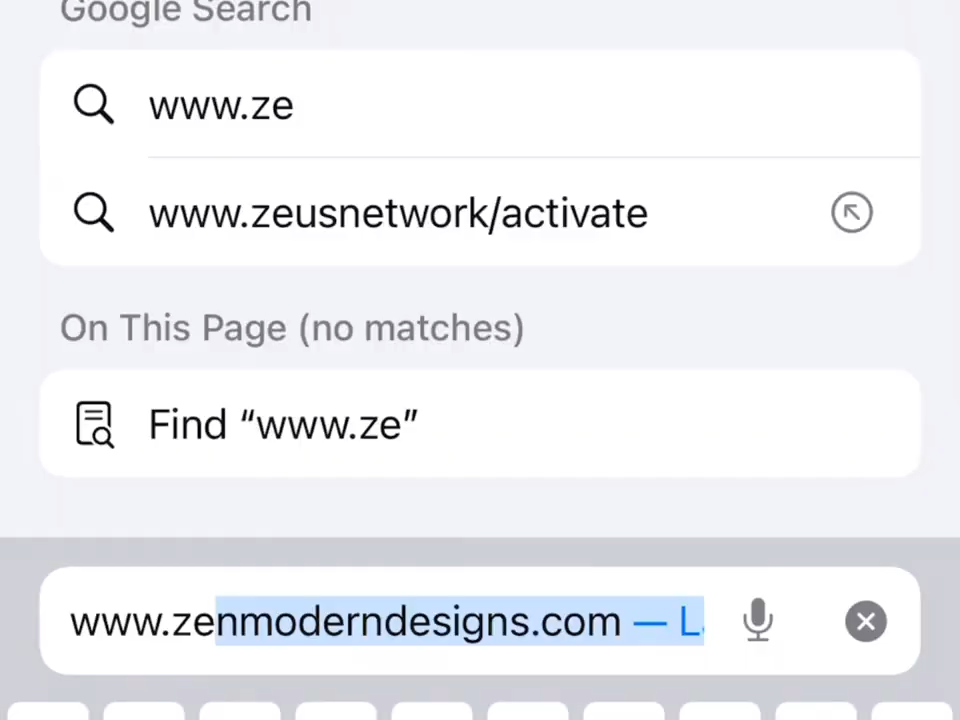 Google Search
www.ze
www.zeusnetwork/activate
On This Page (no matches)
Find “www.ze”
www.zenmoderndesigns.com — L